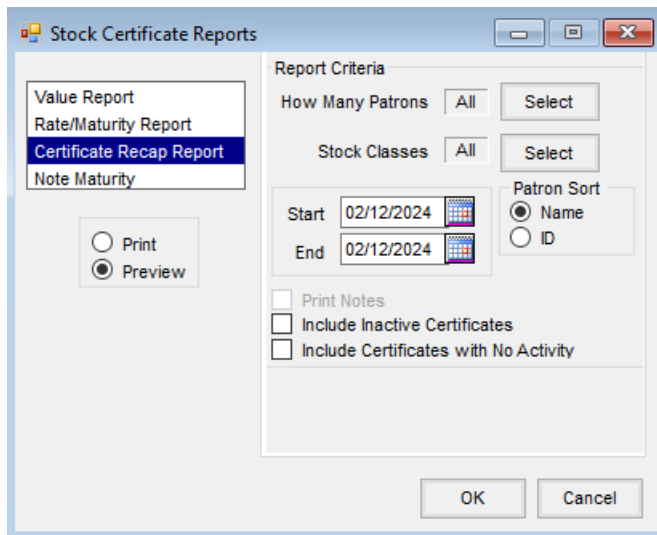 Stock Certificate Reports
Value Report
Rate/Maturity Report
Certificate Recap Report
Note Maturity
Print
Preview
Report Criteria
How Many Patrons All Select
Stock Classes All Select
Start 02/12/2024
End 02/12/2024
Patron Sort
Name
ID
Print Notes
Include Inactive Certificates
Include Certificates with No Activity
OK Cancel